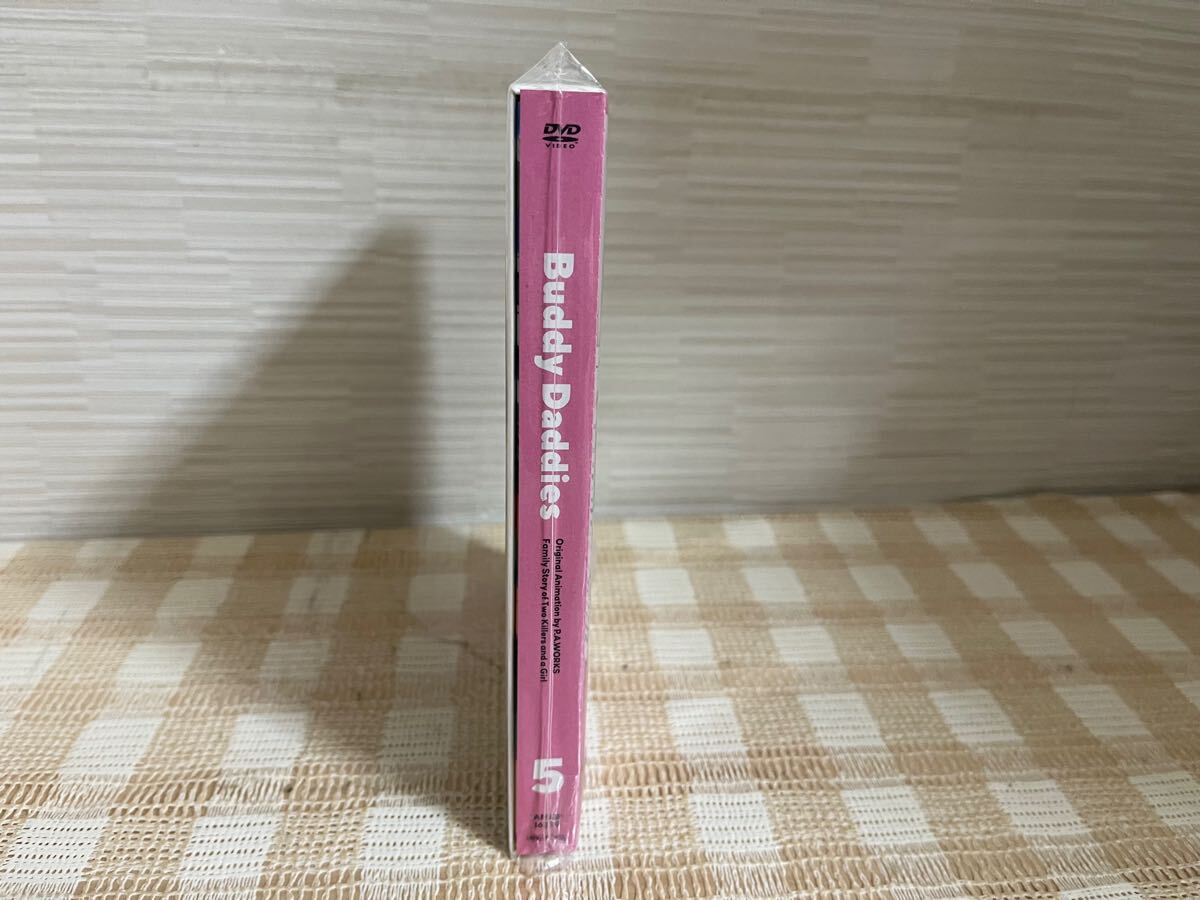 DVD
VIDEO
Buddy Daddies
Original Animation by P.A.WORKS
Family Story of Two Killers and a Girl
5